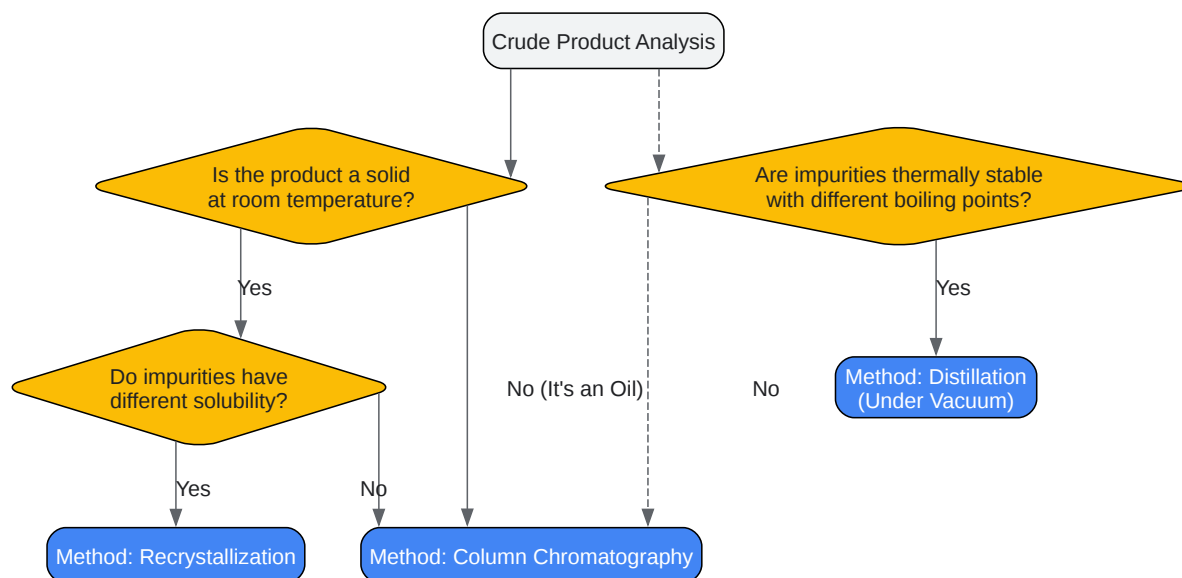 Crude Product Analysis
Is the product a solid
at room temperature?
Are impurities thermally stable
with different boiling points?
Yes
Yes
Do impurities have
different solubility?
No (It's an Oil)
No
Method: Distillation
(Under Vacuum)
Yes
No
Method: Recrystallization
Method: Column Chromatography